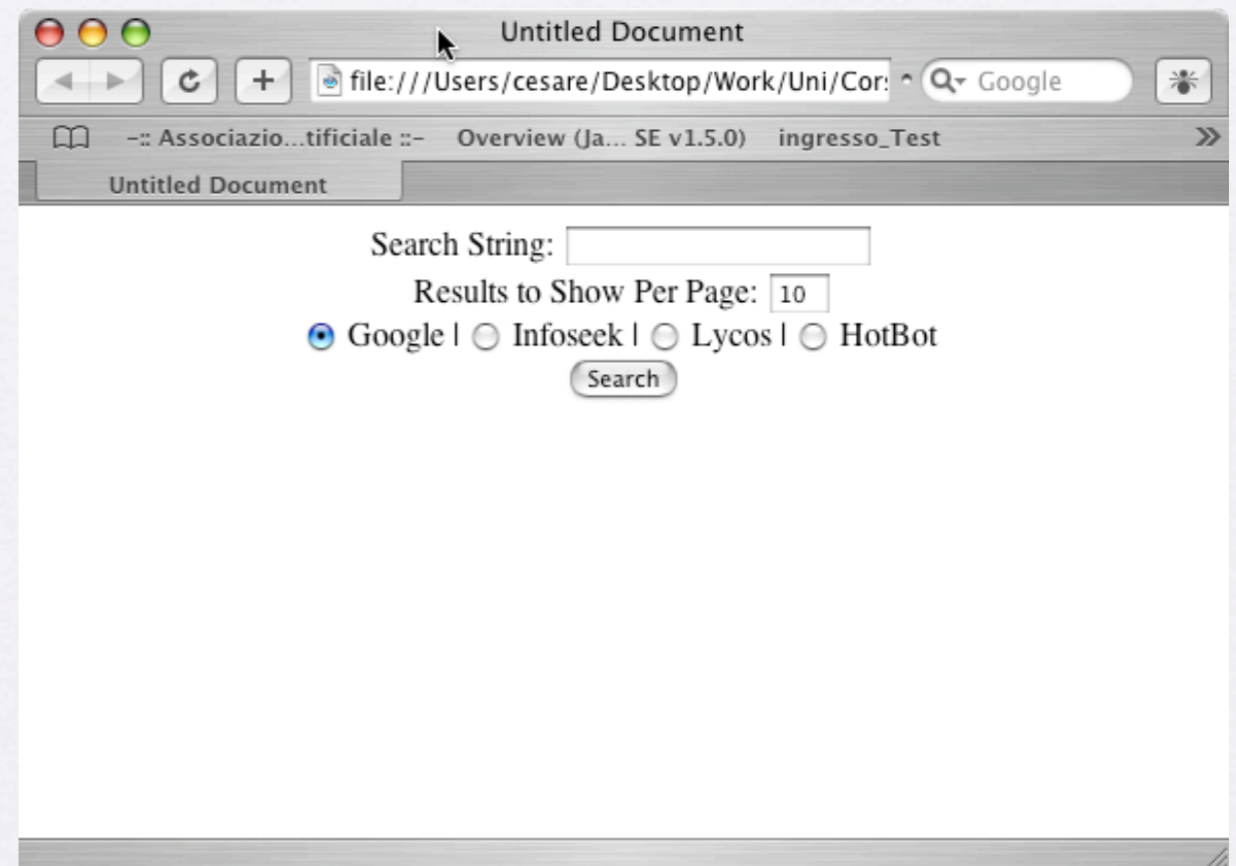 Untitled Document
file:///Users/cesare/Desktop/Work/Uni/Cor
Google
-:: Associazio...tificiale ::- Overview (Ja... SE v1.5.0) ingresso_Test
Untitled Document
Search String:
Results to Show Per Page: 10
Google | Infoseek | Lycos | HotBot
Search